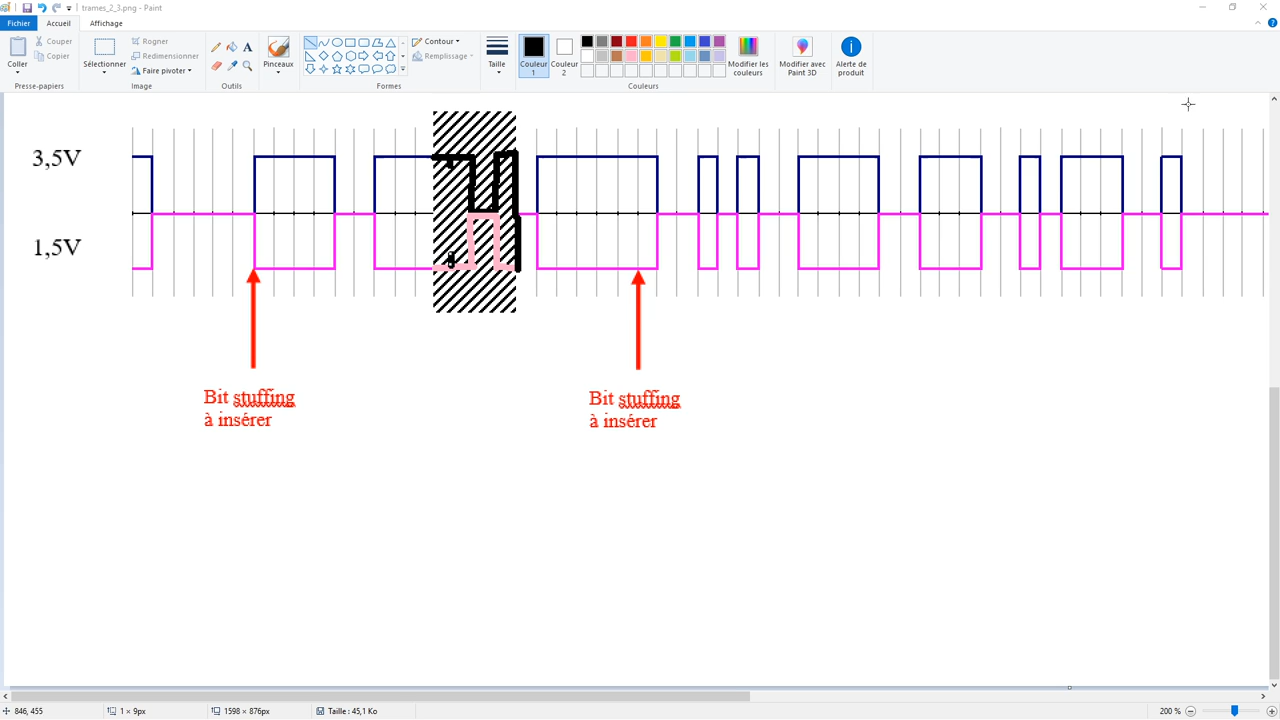 trames_2_3.png - Paint
Fichier Accueil Affichage
Couper Rogner Contour
Copier Redimensionner Remplissage
Faire pivoter
Coller Sélectionner Pinceaux Taille Couleur 1 Couleur 2 Modifier les couleurs Modifier avec Paint 3D Alerte de produit
Presse-papiers Image Outils Formes Couleurs
3,5V
1,5V
Bit stuffing
à insérer
Bit stuffing
à insérer
846, 455 1 × 9px 1598 × 876px Taille : 45,1 Ko 200 %